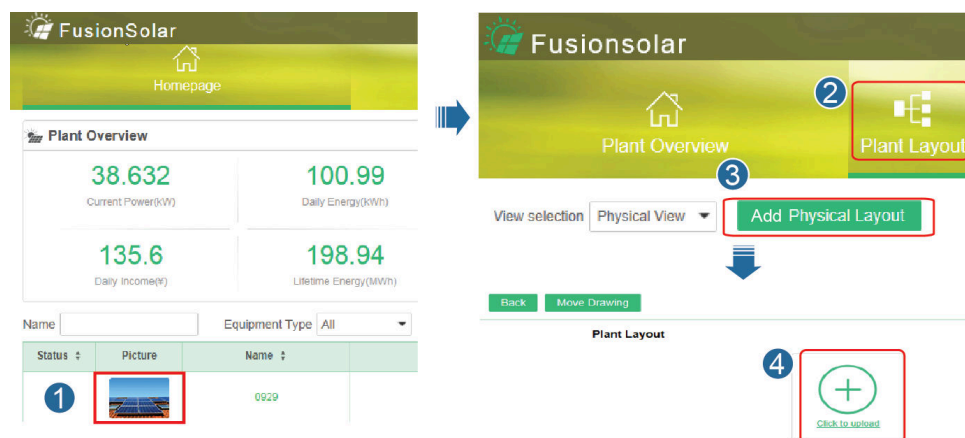 FusionSolar
Homepage
Plant Overview
38.632
Current Power(kW)
100.99
Daily Energy(kWh)
135.6
Daily Income(¥)
198.94
Lifetime Energy(MWh)
Name
Equipment Type All
Status Picture Name
1
0929
Fusionsolar
Plant Overview
2
Plant Layout
3
View selection Physical View Add Physical Layout
Back Move Drawing
Plant Layout
4
Click to upload